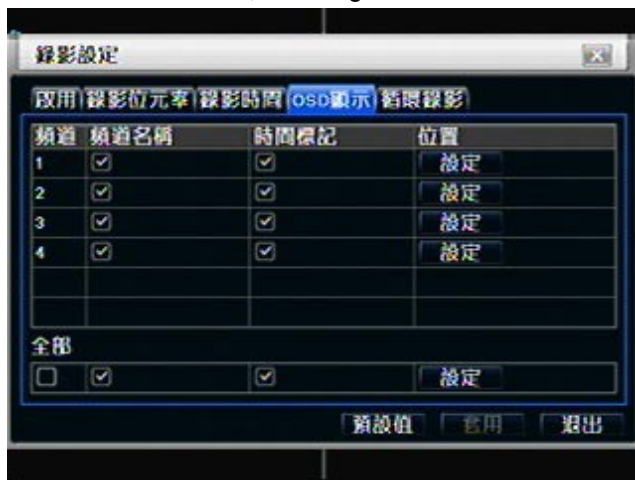 錄影設定
啟用 錄影位元率 錄影時間 OSD顯示 循環錄影
頻道 頻道名稱 時間標記 位置
1 設定
2 設定
3 設定
4 設定
全部
設定
預設值 套用 退出